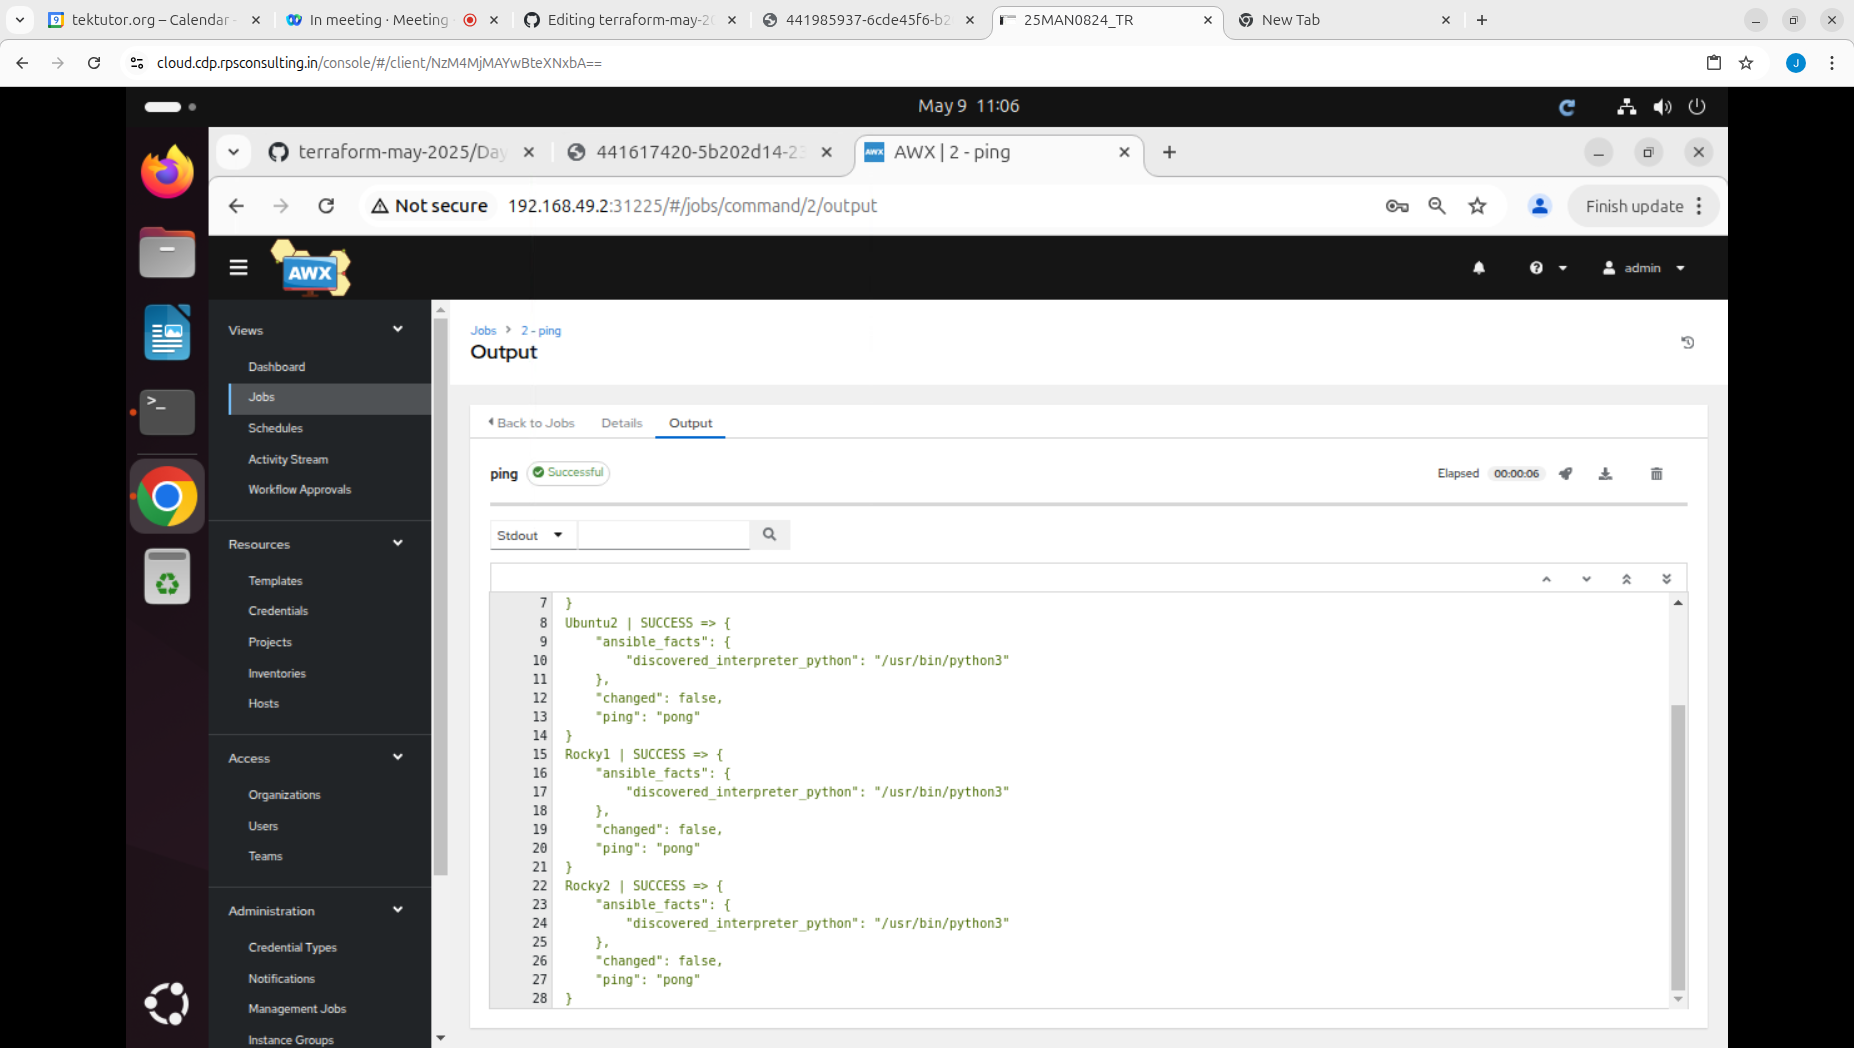 tektutor.org – Calendar -
In meeting · Meeting
Editing terraform-may-20
441985937-6cde45f6-b2
25MAN0824_TR
New Tab
cloud.cdp.rpsconsulting.in/console/#/client/NzM4MjMAYwBteXNxbA==
J
May 9 11:06
terraform-may-2025/Day
441617420-5b202d14-23
AWX | 2 - ping
Not secure 192.168.49.2:31225/#/jobs/command/2/output
Finish update
AWX
admin
Views
Dashboard
Jobs
Schedules
Activity Stream
Workflow Approvals
Resources
Templates
Credentials
Projects
Inventories
Hosts
Access
Organizations
Users
Teams
Administration
Credential Types
Notifications
Management Jobs
Instance Groups
Jobs > 2 - ping
Output
Back to Jobs Details Output
ping Successful
Elapsed 00:00:06
Stdout
7 }
8 Ubuntu2 | SUCCESS => {
9 "ansible_facts": {
10 "discovered_interpreter_python": "/usr/bin/python3"
11 },
12 "changed": false,
13 "ping": "pong"
14 }
15 Rocky1 | SUCCESS => {
16 "ansible_facts": {
17 "discovered_interpreter_python": "/usr/bin/python3"
18 },
19 "changed": false,
20 "ping": "pong"
21 }
22 Rocky2 | SUCCESS => {
23 "ansible_facts": {
24 "discovered_interpreter_python": "/usr/bin/python3"
25 },
26 "changed": false,
27 "ping": "pong"
28 }